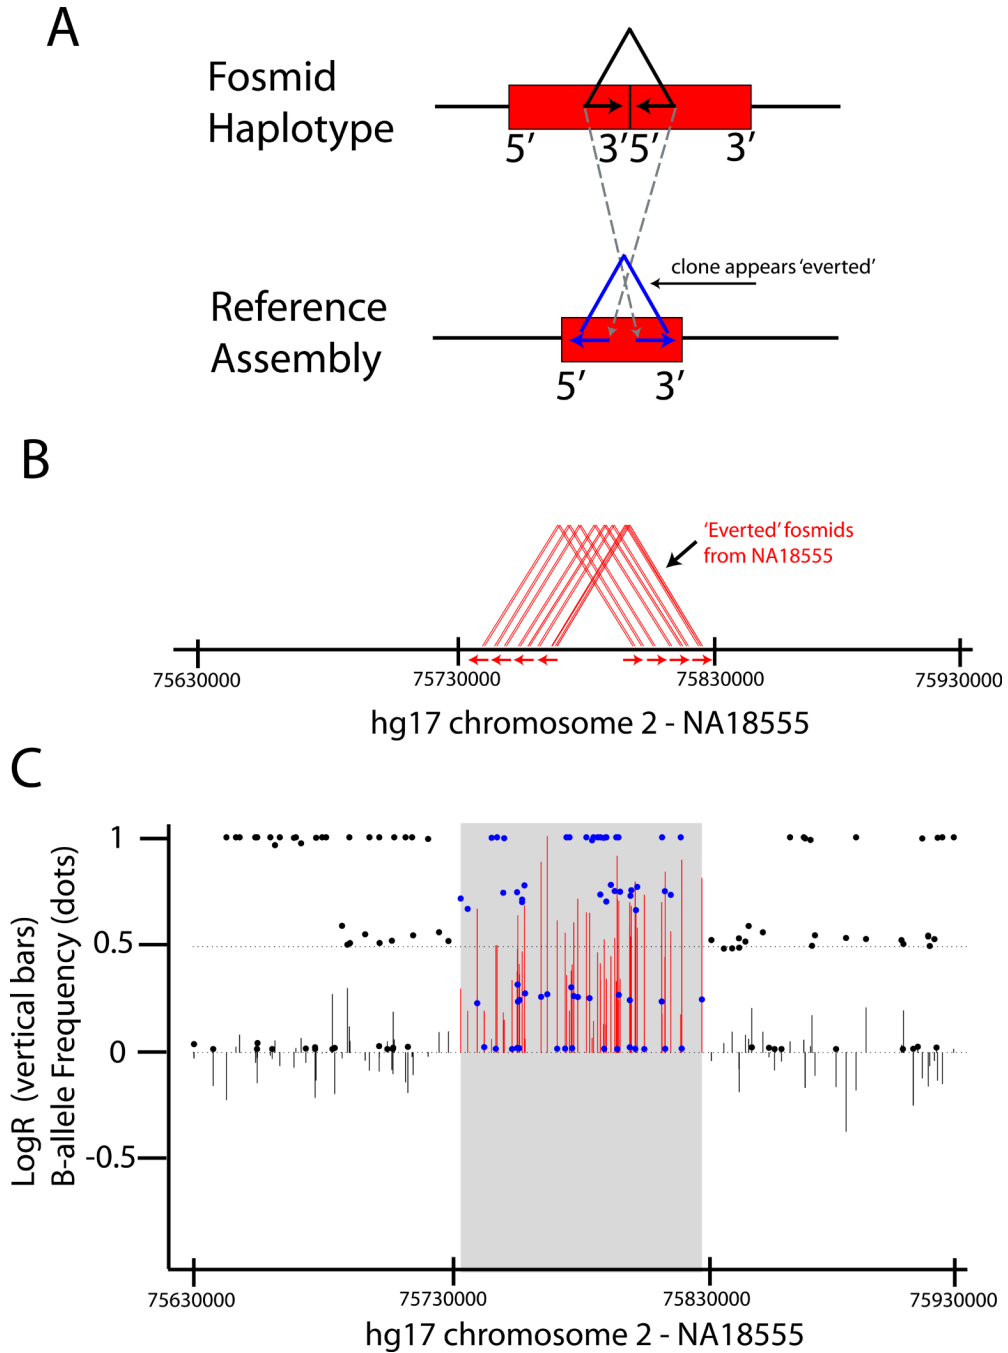 A
Fosmid
Haplotype
5′ 3′ 5′ 3′
clone appears ‘everted’
Reference
Assembly
5′ 3′
B
‘Everted’ fosmids
from NA18555
75630000 75730000 75830000 75930000
hg17 chromosome 2 - NA18555
C
LogR (vertical bars)
B-allele Frequency (dots)
1
0.5
0
-0.5
75630000 75730000 75830000 75930000
hg17 chromosome 2 - NA18555